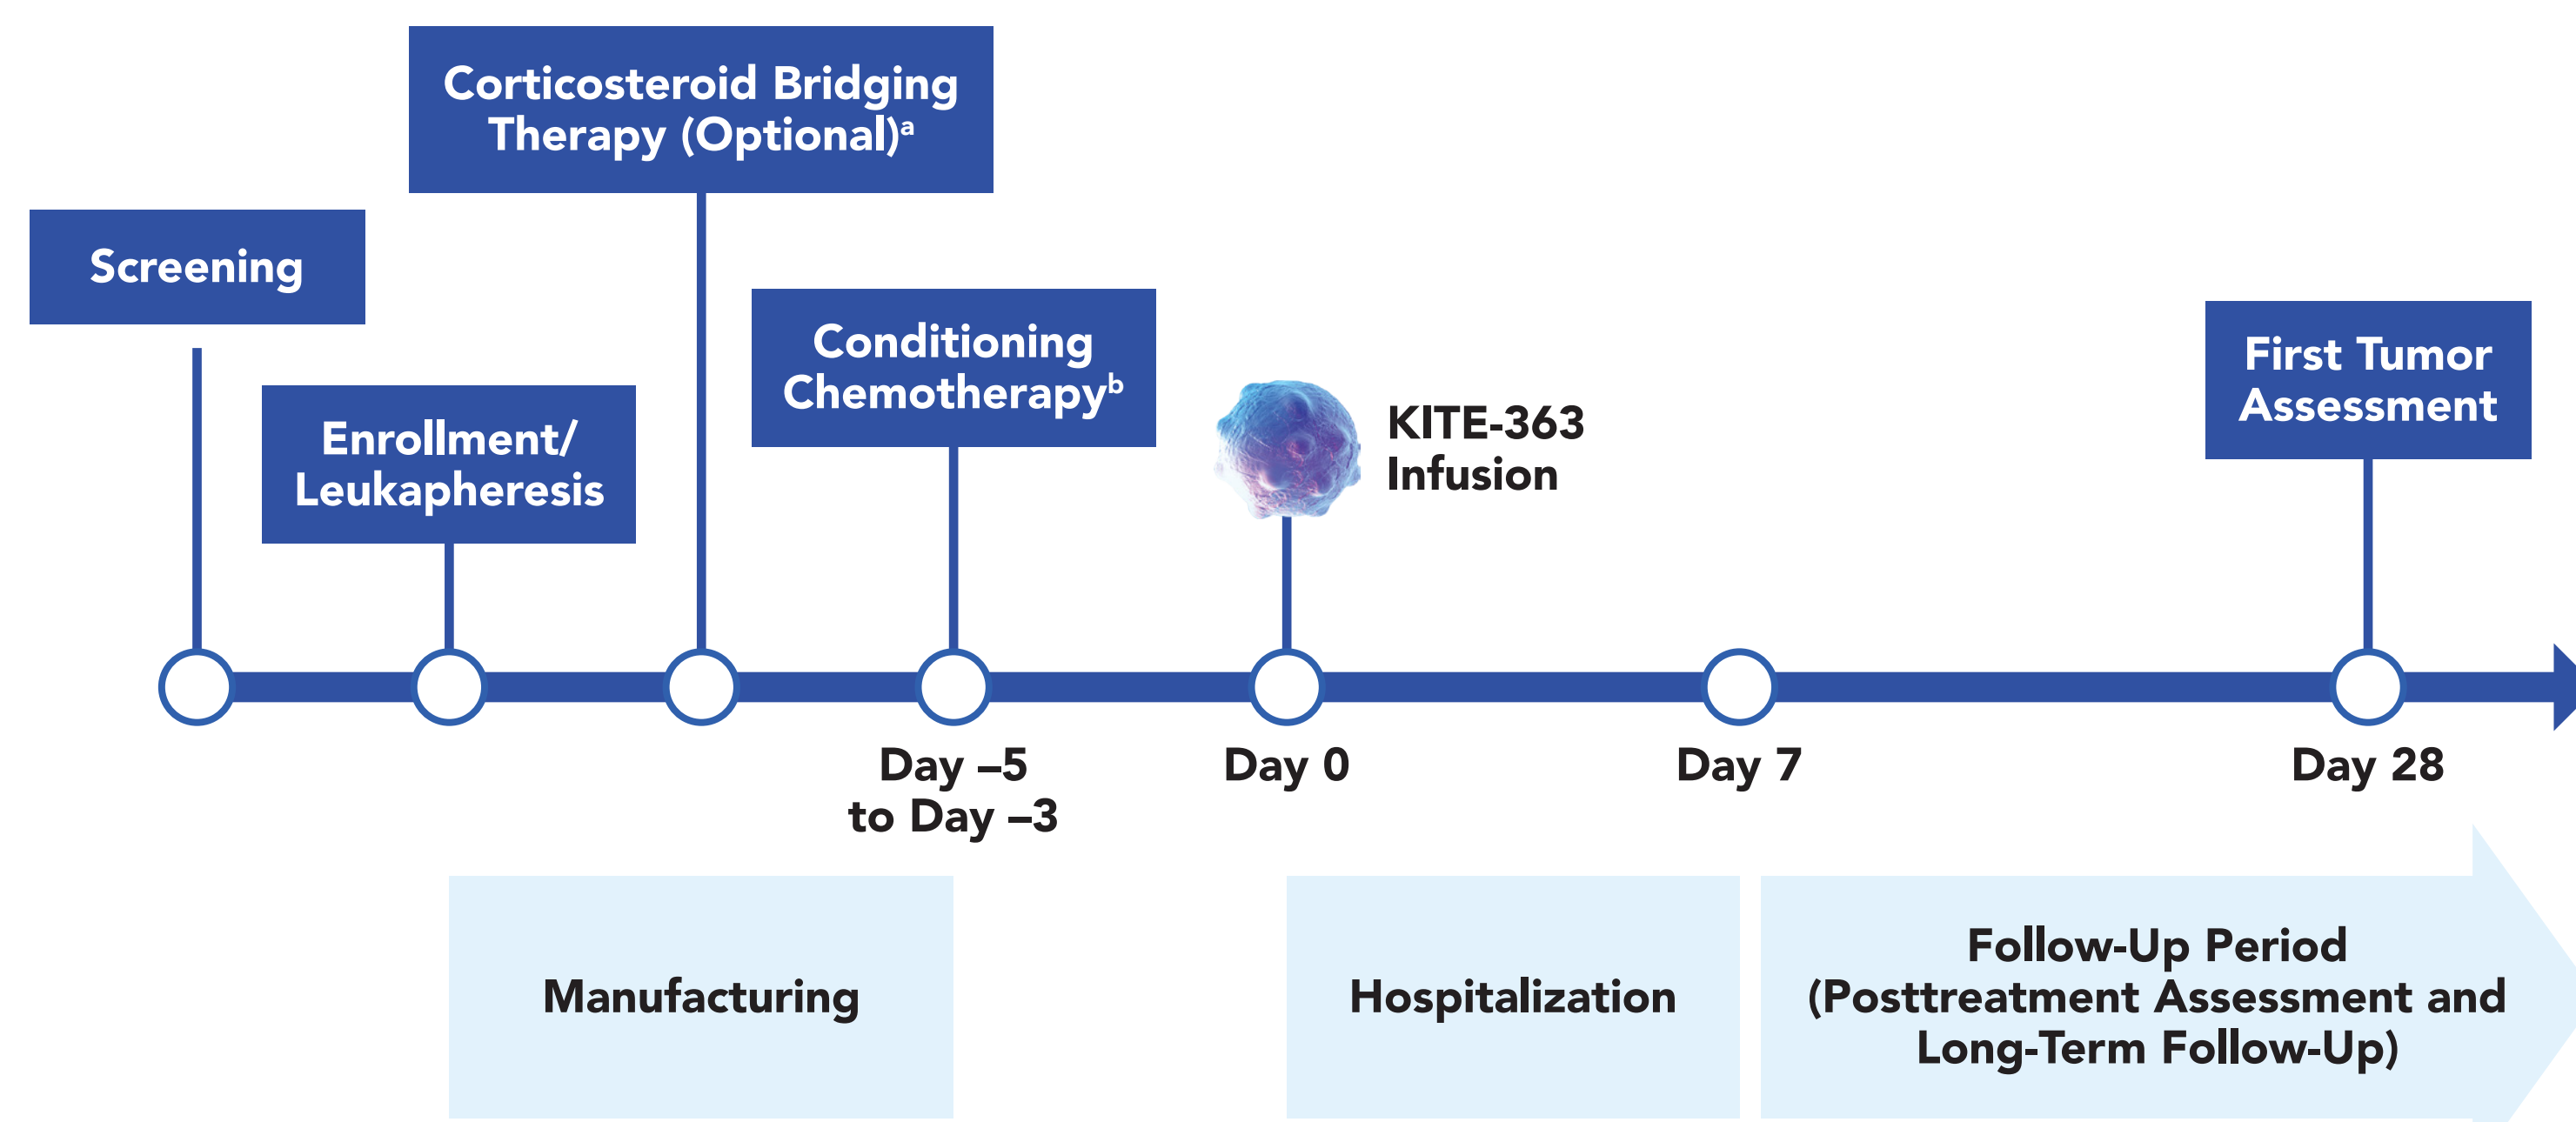 Corticosteroid Bridging
Therapy (Optional)ᵃ
Screening
Enrollment/
Leukapheresis
Conditioning
Chemotherapyᵇ
KITE-363
Infusion
First Tumor
Assessment
Day –5
to Day –3
Day 0
Day 7
Day 28
Manufacturing
Hospitalization
Follow-Up Period
(Posttreatment Assessment and
Long-Term Follow-Up)